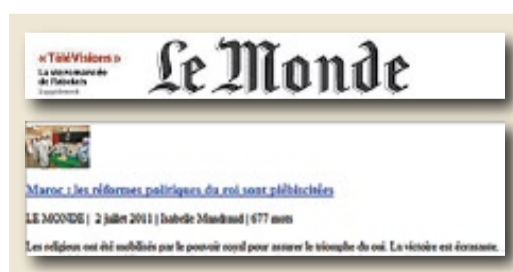 « TéléVisions »
La vie romancée
de Rabelais
Supplément
Le Monde
Maroc : les réformes politiques du roi sont plébiscitées
LE MONDE | 2 juillet 2011 | Isabelle Mandraud | 677 mots
Les religieux ont été mobilisés par le pouvoir royal pour assurer le triomphe du oui. La victoire est écrasante.